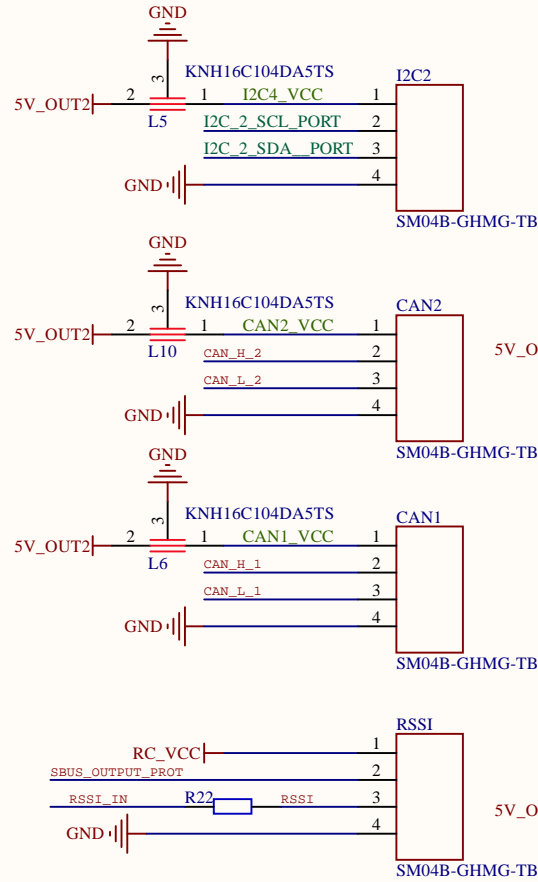 GND
3
KNH16C104DA5TS
I2C2
5V_OUT2
2
1
I2C4_VCC
1
L5
I2C_2_SCL_PORT
2
I2C_2_SDA__PORT
3
GND
4
SM04B-GHMG-TB
GND
3
KNH16C104DA5TS
CAN2
5V_OUT2
2
1
CAN2_VCC
1
L10
CAN_H_2
2
5V_O
CAN_L_2
3
GND
4
SM04B-GHMG-TB
GND
3
KNH16C104DA5TS
CAN1
5V_OUT2
2
1
CAN1_VCC
1
L6
CAN_H_1
2
CAN_L_1
3
GND
4
SM04B-GHMG-TB
RSSI
RC_VCC
1
SBUS_OUTPUT_PROT
2
RSSI_IN
R22
RSSI
3
5V_O
GND
4
SM04B-GHMG-TB